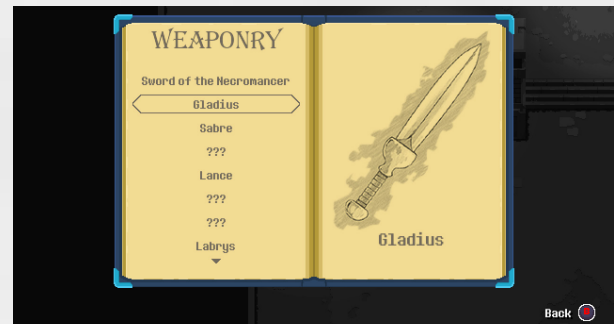 WEAPONRY
Sword of the Necromancer
Gladius
Sabre
???
Lance
???
???
Labrys
Gladius
Back